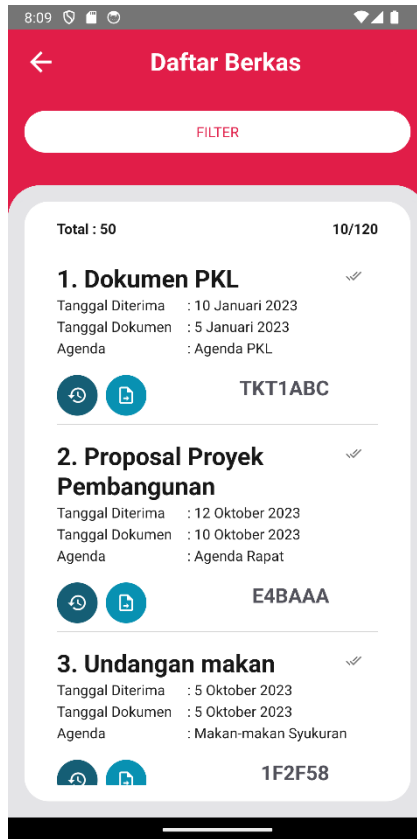 8:09
Daftar Berkas
FILTER
Total : 50 10/120
1. Dokumen PKL
Tanggal Diterima : 10 Januari 2023
Tanggal Dokumen : 5 Januari 2023
Agenda : Agenda PKL
TKT1ABC
2. Proposal Proyek
Pembangunan
Tanggal Diterima : 12 Oktober 2023
Tanggal Dokumen : 10 Oktober 2023
Agenda : Agenda Rapat
E4BAAA
3. Undangan makan
Tanggal Diterima : 5 Oktober 2023
Tanggal Dokumen : 5 Oktober 2023
Agenda : Makan-makan Syukuran
1F2F58